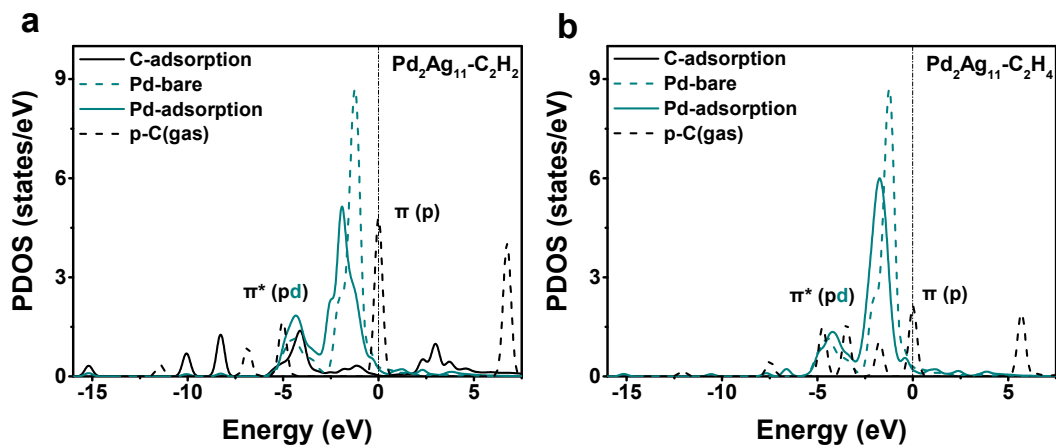 a
C-adsorption
Pd-bare
Pd-adsorption
p-C(gas)
Pd₂Ag₁₁-C₂H₂
π (p)
π* (pd)
PDOS (states/eV)
9
6
3
0
-15
-10
-5
0
5
Energy (eV)
b
C-adsorption
Pd-bare
Pd-adsorption
p-C(gas)
Pd₂Ag₁₁-C₂H₄
π* (pd)
π (p)
PDOS (states/eV)
9
6
3
0
-15
-10
-5
0
5
Energy (eV)